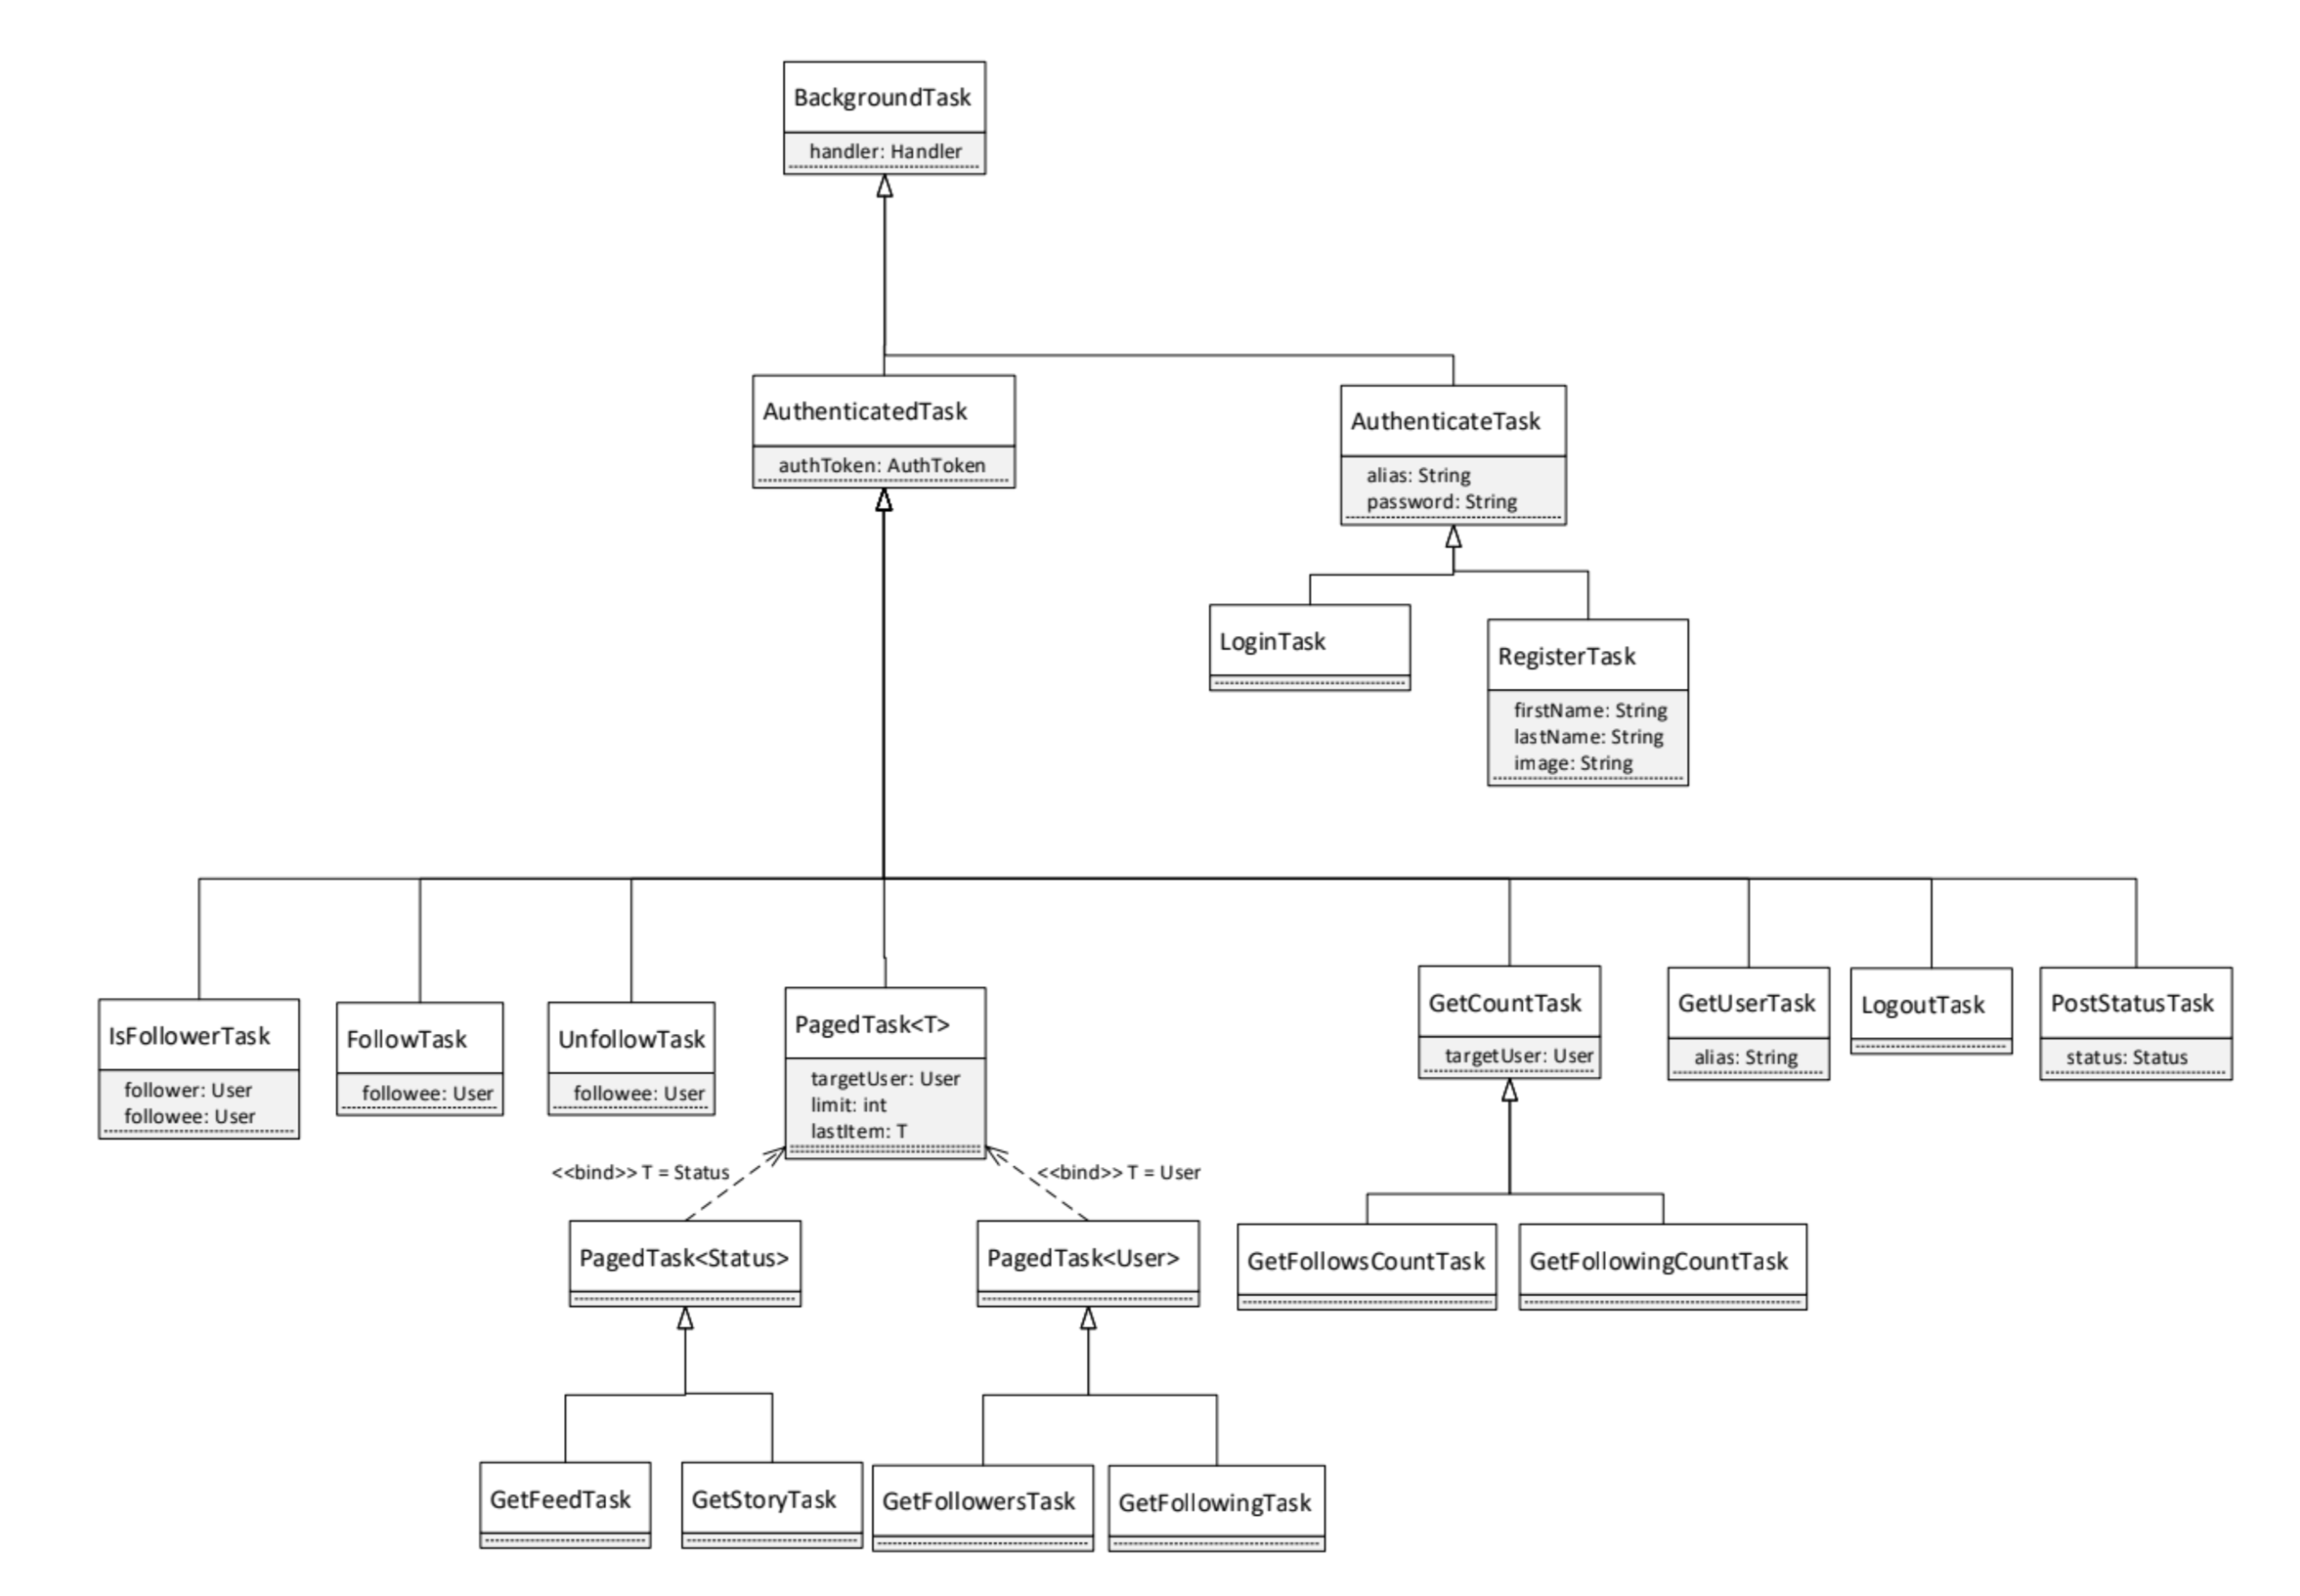 BackgroundTask
handler: Handler
AuthenticatedTask
authToken: AuthToken
AuthenticateTask
alias: String
password: String
LoginTask
RegisterTask
firstName: String
lastName: String
image: String
IsFollowerTask
follower: User
followee: User
FollowTask
followee: User
UnfollowTask
followee: User
PagedTask<T>
targetUser: User
limit: int
lastItem: T
GetCountTask
targetUser: User
GetUserTask
alias: String
LogoutTask
PostStatusTask
status: Status
<<bind>> T = Status
<<bind>> T = User
PagedTask<Status>
PagedTask<User>
GetFollowsCountTask
GetFollowingCountTask
GetFeedTask
GetStoryTask
GetFollowersTask
GetFollowingTask